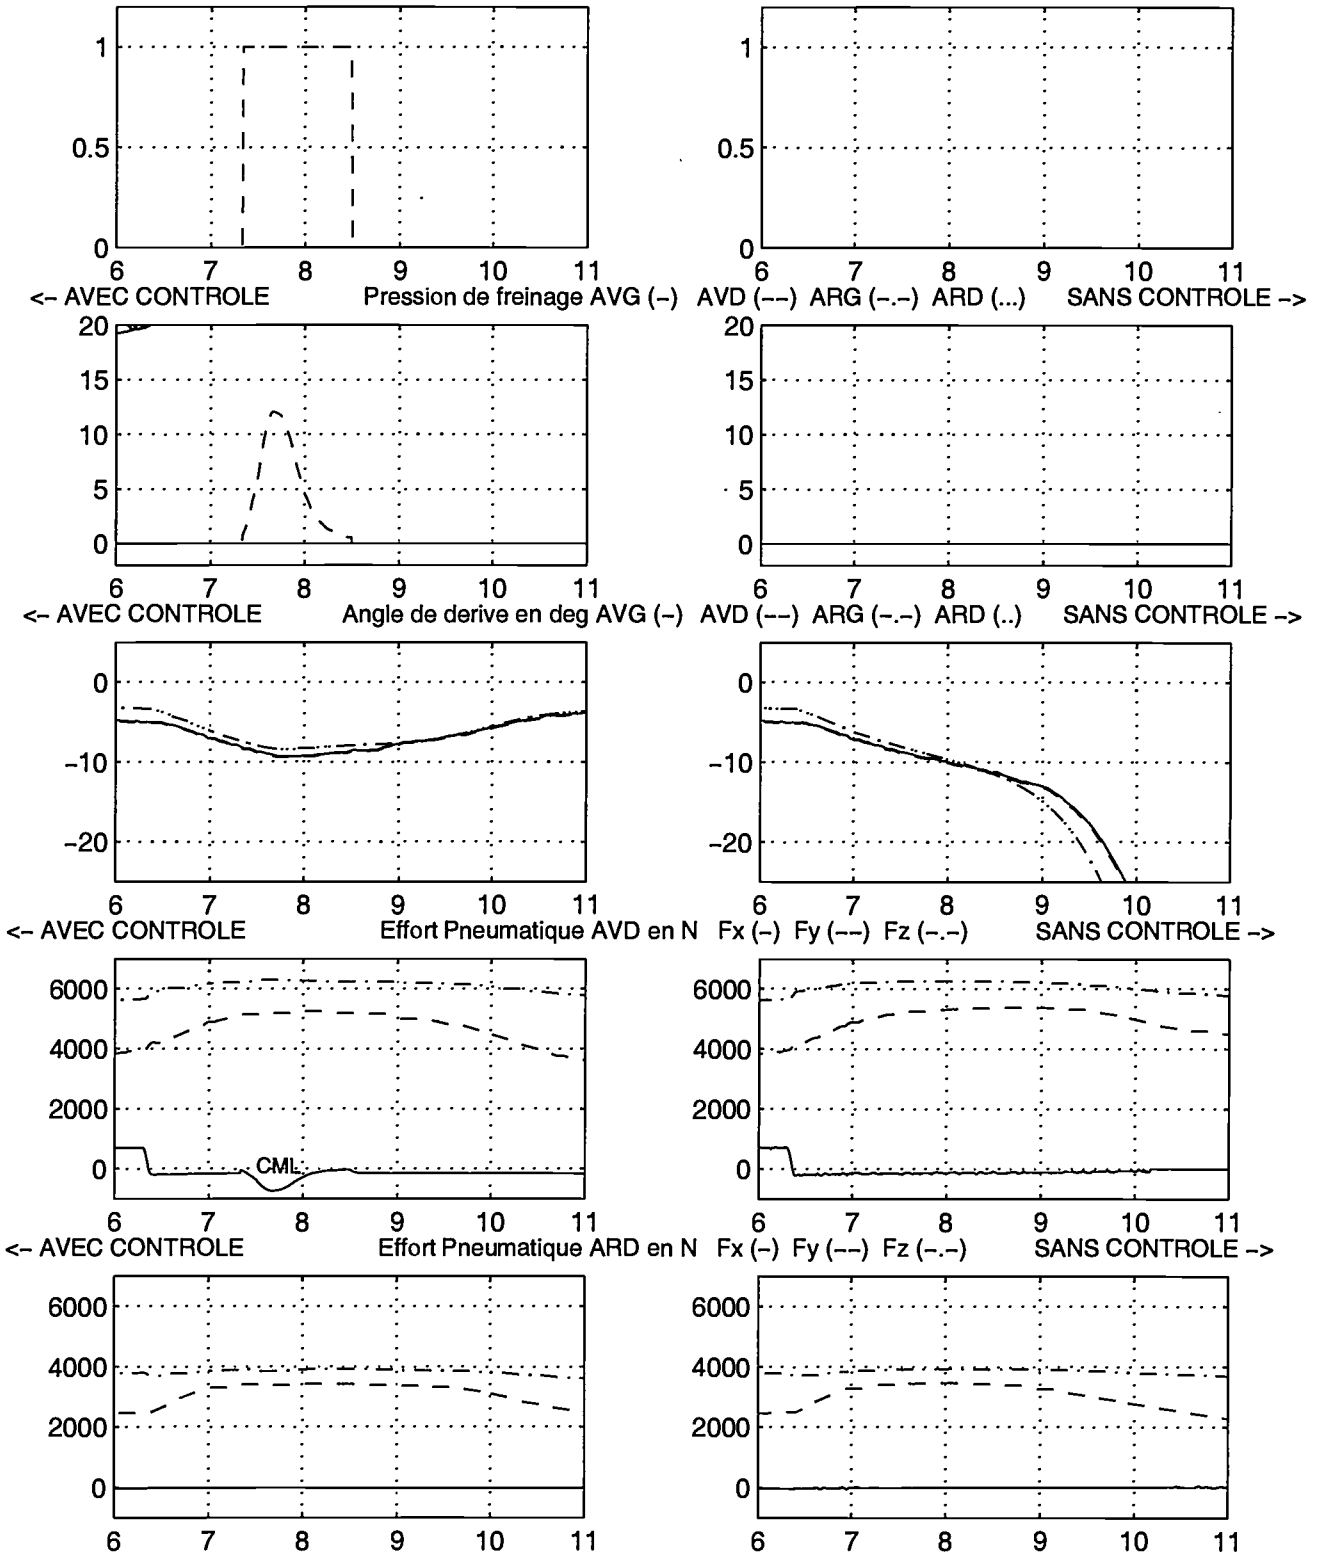 1 1
0.5 0.5
0 0
6 7 8 9 10 11 6 7 8 9 10 11
<– AVEC CONTROLE Pression de freinage AVG (–) AVD (––) ARG (–.–) ARD (...) SANS CONTROLE –>
20 20
15 15
10 10
5 5
0 0
6 7 8 9 10 11 6 7 8 9 10 11
<– AVEC CONTROLE Angle de derive en deg AVG (–) AVD (––) ARG (–.–) ARD (..) SANS CONTROLE –>
0 0
–10 –10
–20 –20
6 7 8 9 10 11 6 7 8 9 10 11
<– AVEC CONTROLE Effort Pneumatique AVD en N Fx (–) Fy (––) Fz (–.–) SANS CONTROLE –>
6000 6000
4000 4000
2000 2000
0 CML 0
6 7 8 9 10 11 6 7 8 9 10 11
<– AVEC CONTROLE Effort Pneumatique ARD en N Fx (–) Fy (––) Fz (–.–) SANS CONTROLE –>
6000 6000
4000 4000
2000 2000
0 0
6 7 8 9 10 11 6 7 8 9 10 11